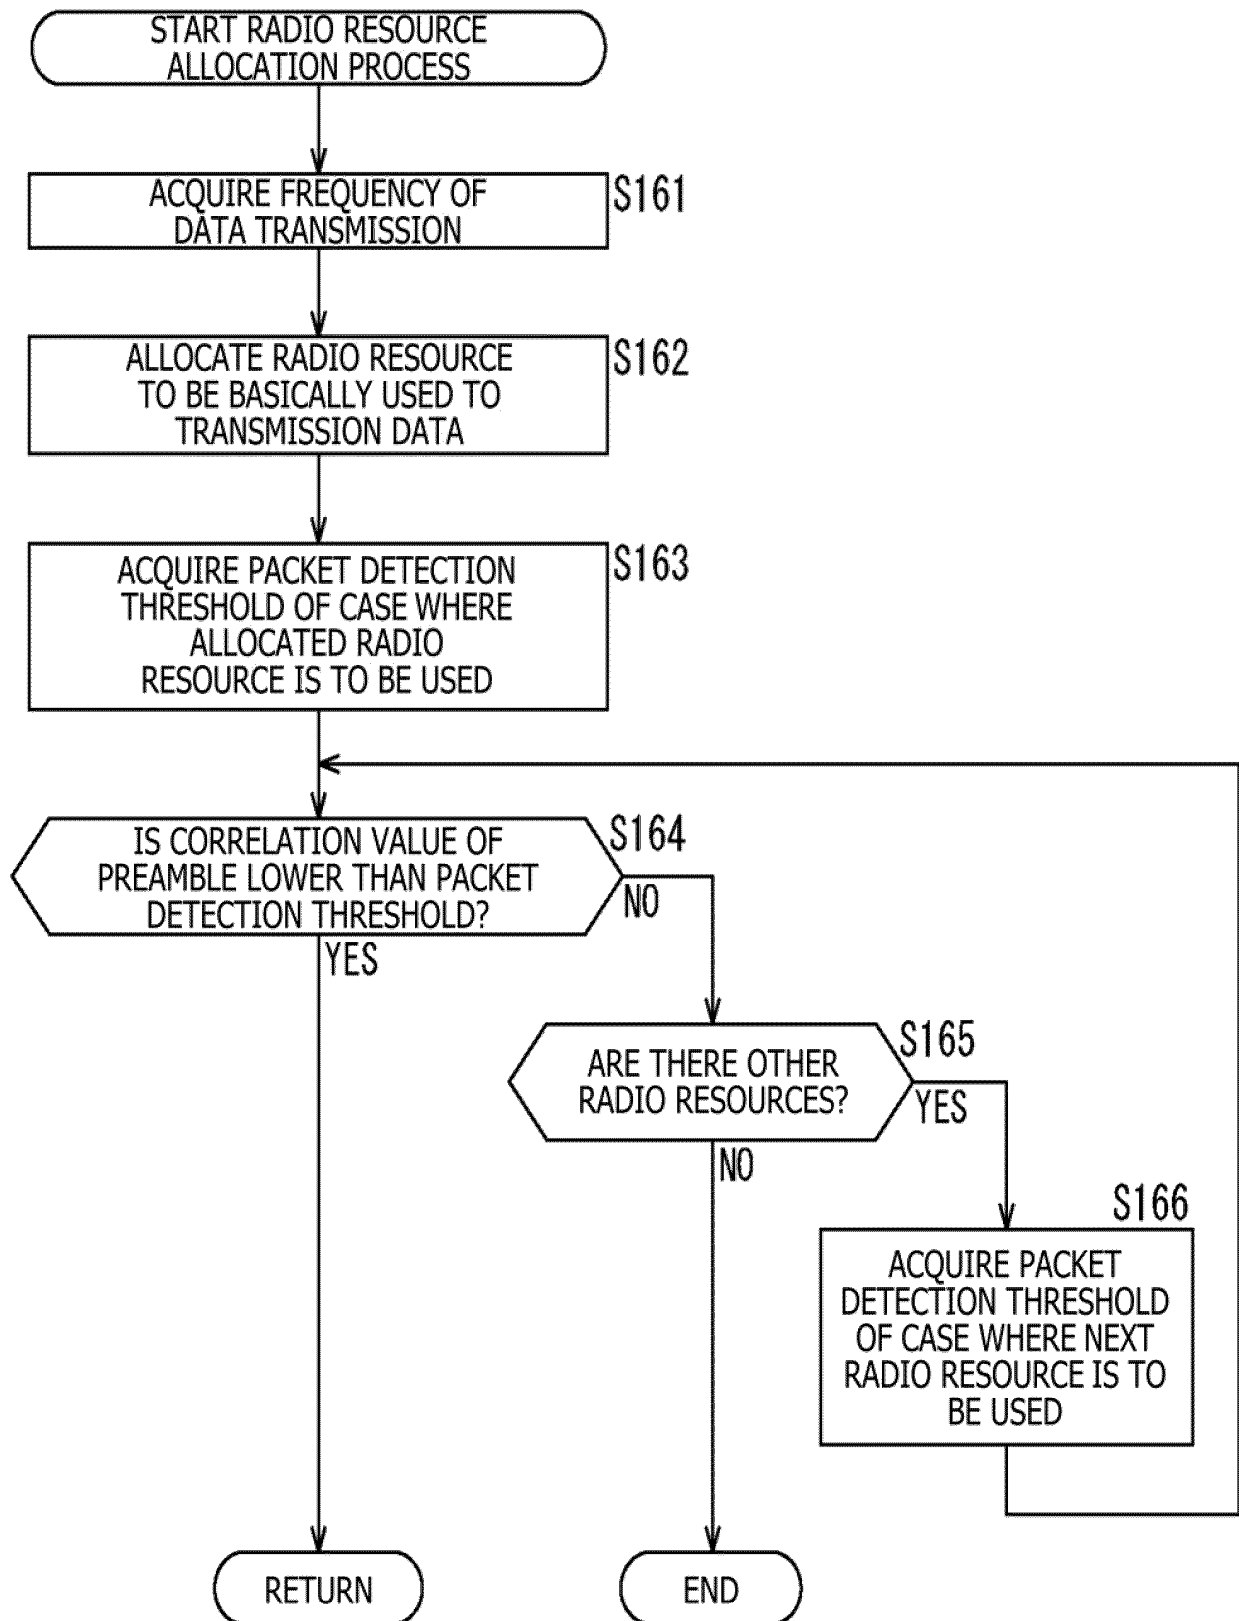 START RADIO RESOURCE
ALLOCATION PROCESS
ACQUIRE FREQUENCY OF
DATA TRANSMISSION
S161
ALLOCATE RADIO RESOURCE
TO BE BASICALLY USED TO
TRANSMISSION DATA
S162
ACQUIRE PACKET DETECTION
THRESHOLD OF CASE WHERE
ALLOCATED RADIO
RESOURCE IS TO BE USED
S163
IS CORRELATION VALUE OF
PREAMBLE LOWER THAN PACKET
DETECTION THRESHOLD?
S164
NO
YES
ARE THERE OTHER
RADIO RESOURCES?
S165
YES
NO
S166
ACQUIRE PACKET
DETECTION THRESHOLD
OF CASE WHERE NEXT
RADIO RESOURCE IS TO
BE USED
RETURN
END